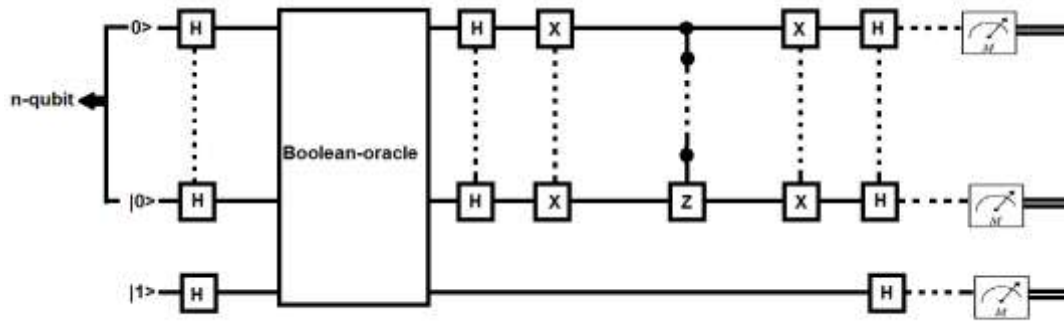 0> H H X X H M
n-qubit
Boolean-oracle
|0> H H X Z X H M
|1> H H M